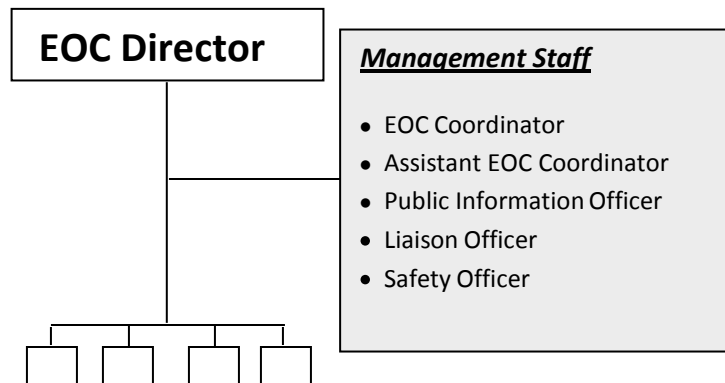 EOC Director
Management Staff
• EOC Coordinator
• Assistant EOC Coordinator
• Public Information Officer
• Liaison Officer
• Safety Officer